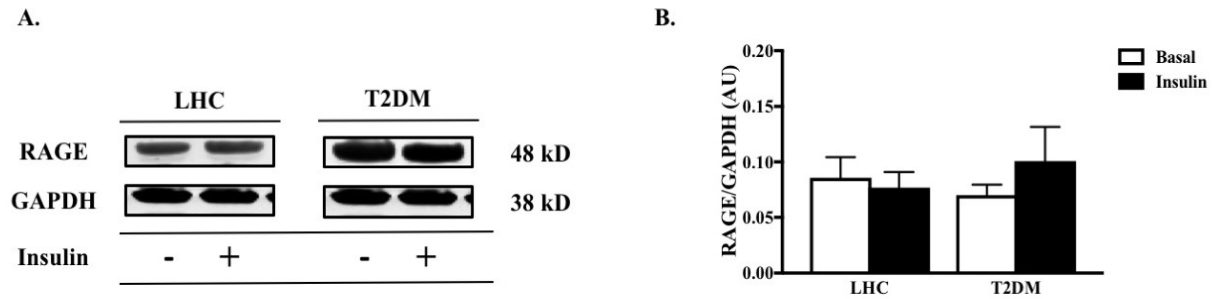 A.
LHC
T2DM
RAGE
48 kD
GAPDH
38 kD
Insulin
- + - +
B.
RAGE/GAPDH (AU)
0.20
0.15
0.10
0.05
0.00
LHC
T2DM
Basal
Insulin